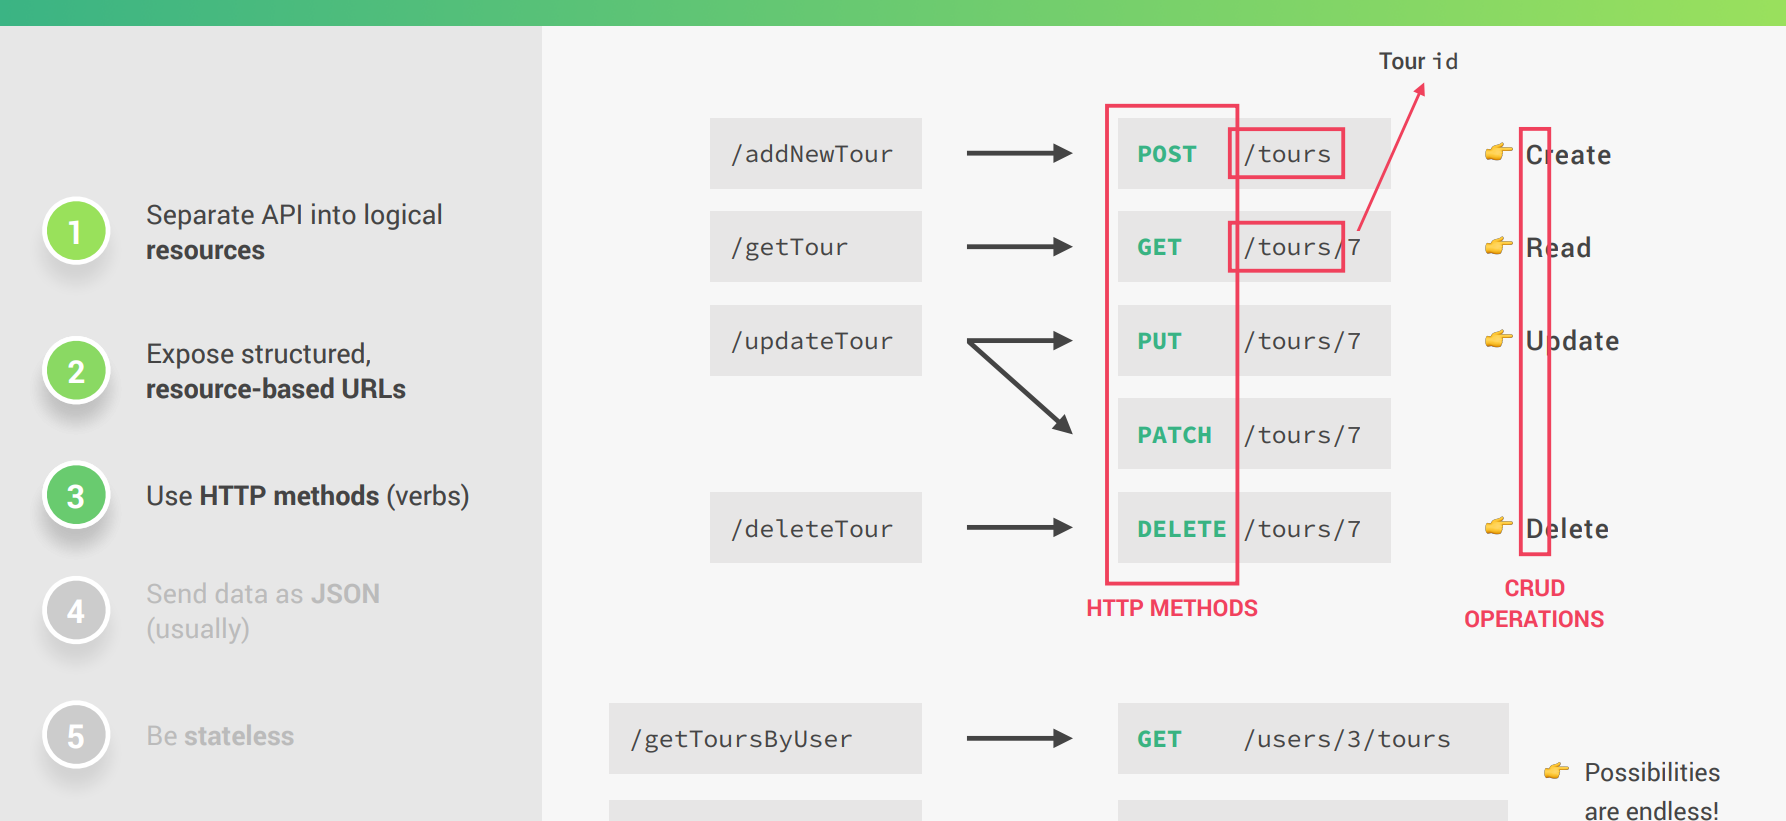 1
Separate API into logical
resources
2
Expose structured,
resource-based URLs
3
Use HTTP methods (verbs)
4
Send data as JSON
(usually)
5
Be stateless
Tour id
/addNewTour
POST /tours
Create
/getTour
GET /tours/7
Read
/updateTour
PUT /tours/7
Update
PATCH /tours/7
/deleteTour
DELETE /tours/7
Delete
HTTP METHODS
CRUD
OPERATIONS
/getToursByUser
GET /users/3/tours
Possibilities
are endless!